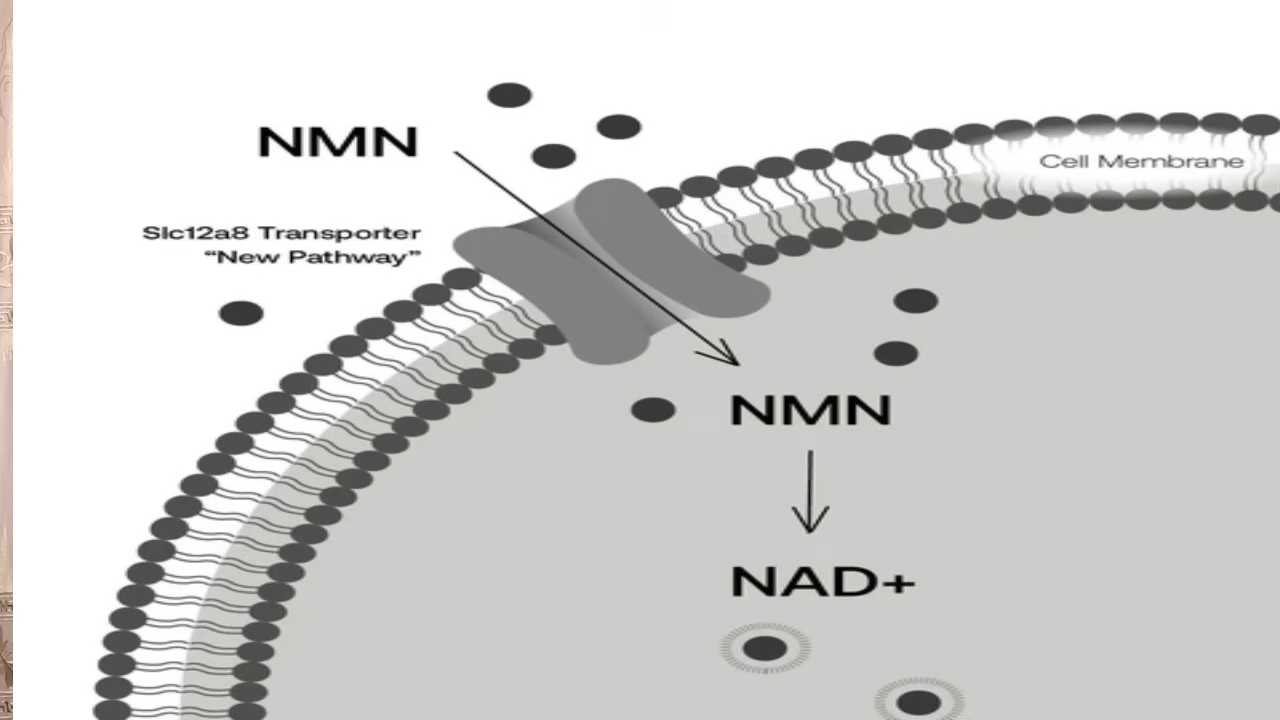 NMN
Cell Membrane
Slc12a8 Transporter
“New Pathway”
NMN
NAD+